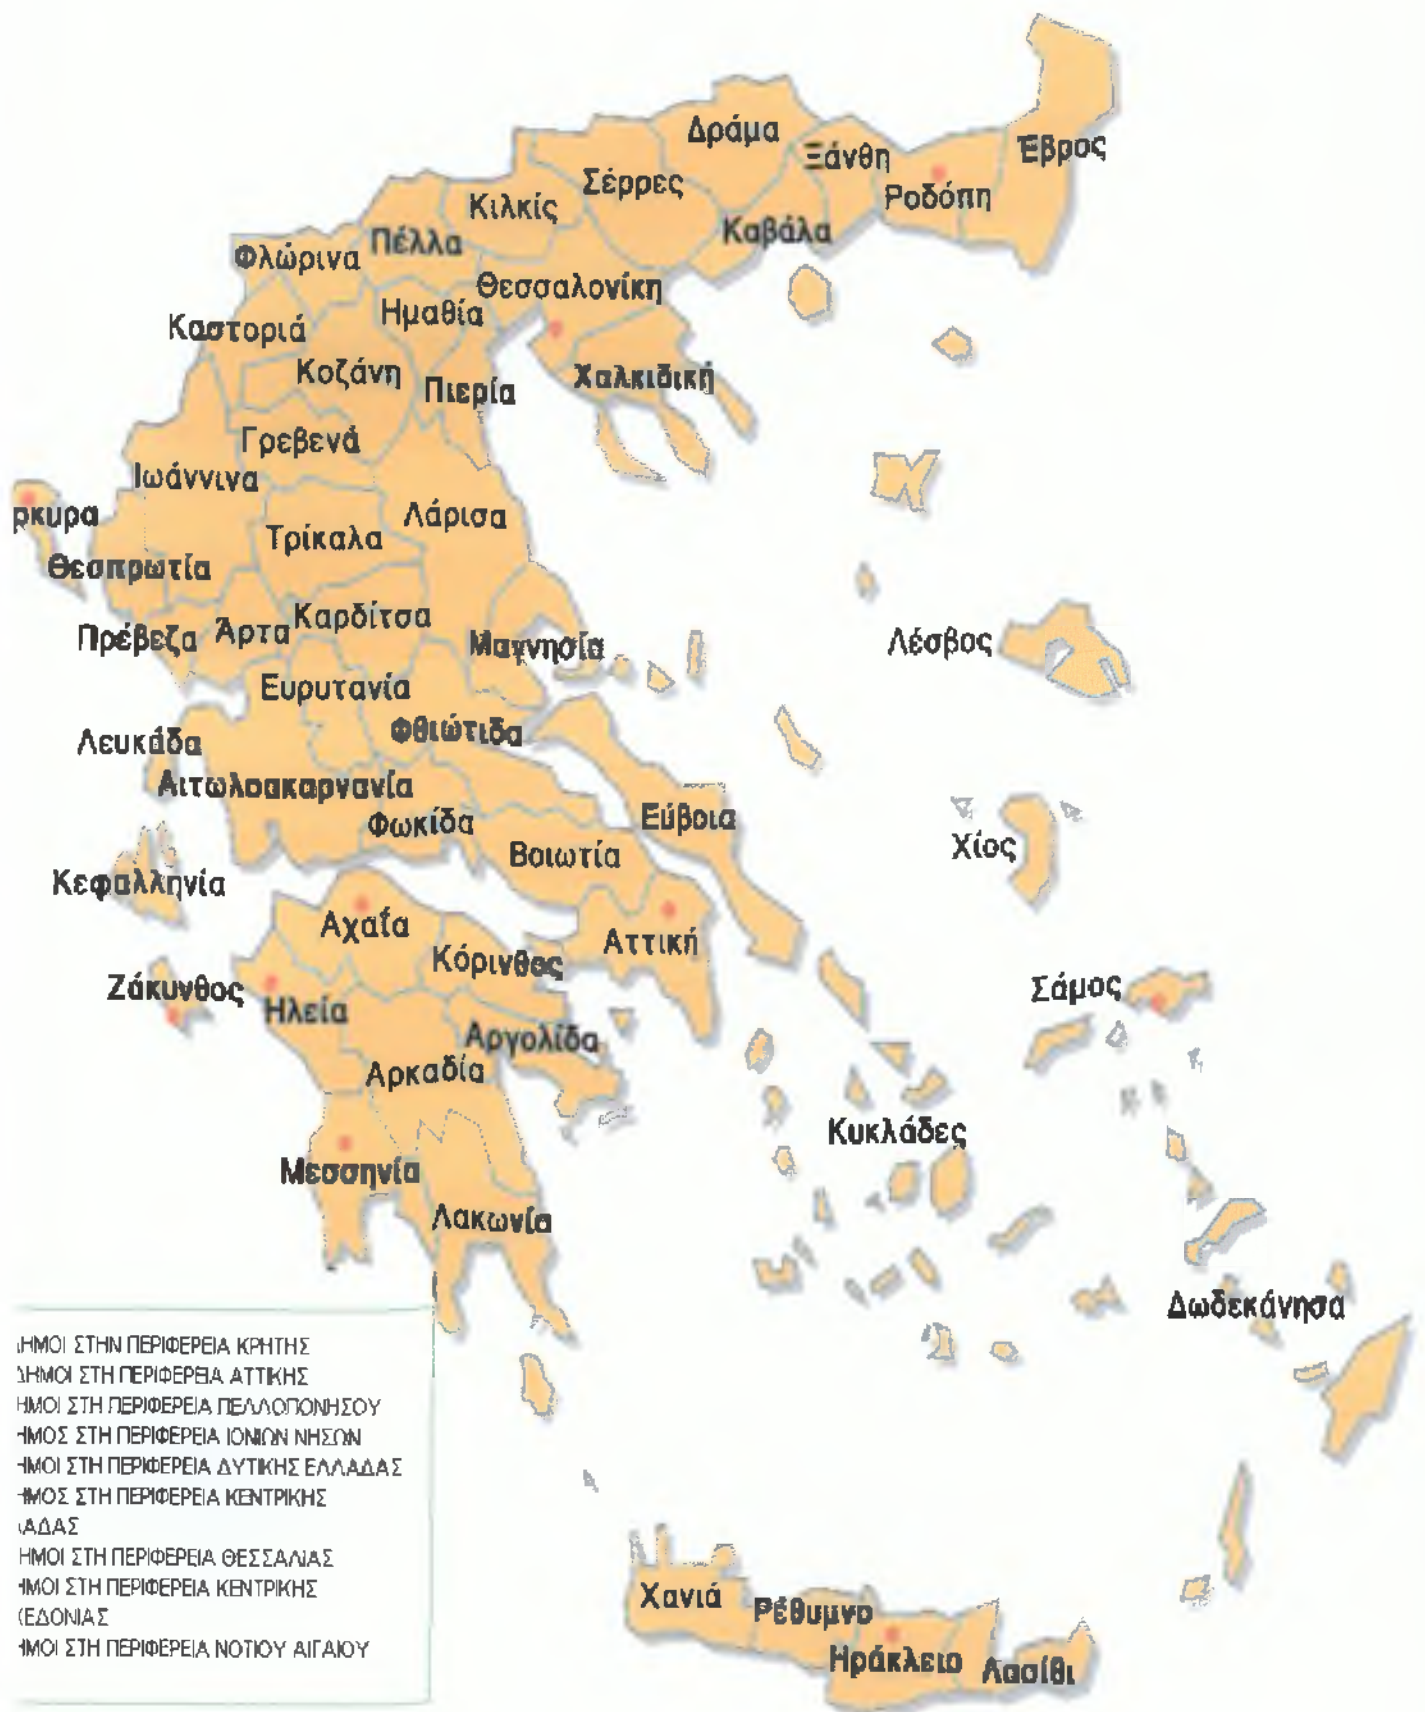 Δράμα
Έβρος
Ξάνθη
Σέρρες
Ροδόπη
Κιλκίς
Καβάλα
Πέλλα
Φλώρινα
Θεσσαλονίκη
Ημαθία
Καστοριά
Κοζάνη
Χαλκιδική
Πιερία
Γρεβενά
Ιωάννινα
ρκυρα
Λάρισα
Τρίκαλα
Θεσπρωτία
Καρδίτσα
Άρτα
Πρέβεζα
Μαγνησία
Λέσβος
Ευρυτανία
Φθιώτιδα
Λευκάδα
Αιτωλοακαρνανία
Φωκίδα
Εύβοια
Βοιωτία
Χίος
Κεφαλληνία
Αχαΐα
Αττική
Κόρινθος
Ζάκυνθος
Σάμος
Ηλεία
Αργολίδα
Αρκαδία
Κυκλάδες
Μεσσηνία
Λακωνία
Δωδεκάνησα
ΗΜΟΙ ΣΤΗΝ ΠΕΡΙΦΕΡΕΙΑ ΚΡΗΤΗΣ
ΔΗΜΟΙ ΣΤΗ ΠΕΡΙΦΕΡΕΙΑ ΑΤΤΙΚΗΣ
ΗΜΟΙ ΣΤΗ ΠΕΡΙΦΕΡΕΙΑ ΠΕΛΛΟΠΟΝΗΣΟΥ
ΗΜΟΣ ΣΤΗ ΠΕΡΙΦΕΡΕΙΑ ΙΟΝΙΩΝ ΝΗΣΩΝ
ΗΜΟΙ ΣΤΗ ΠΕΡΙΦΕΡΕΙΑ ΔΥΤΙΚΗΣ ΕΛΛΑΔΑΣ
ΗΜΟΣ ΣΤΗ ΠΕΡΙΦΕΡΕΙΑ ΚΕΝΤΡΙΚΗΣ
ΑΔΑΣ
ΗΜΟΙ ΣΤΗ ΠΕΡΙΦΕΡΕΙΑ ΘΕΣΣΑΛΙΑΣ
ΗΜΟΙ ΣΤΗ ΠΕΡΙΦΕΡΕΙΑ ΚΕΝΤΡΙΚΗΣ
ΕΔΟΝΙΑΣ
ΗΜΟΙ ΣΤΗ ΠΕΡΙΦΕΡΕΙΑ ΝΟΤΙΟΥ ΑΙΓΑΙΟΥ
Χανιά
Ρέθυμνο
Ηράκλειο
Λασίθι